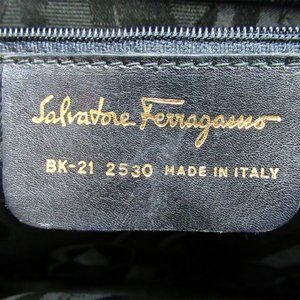 Salvatore Ferragamo
BK-21 2530 MADE IN ITALY